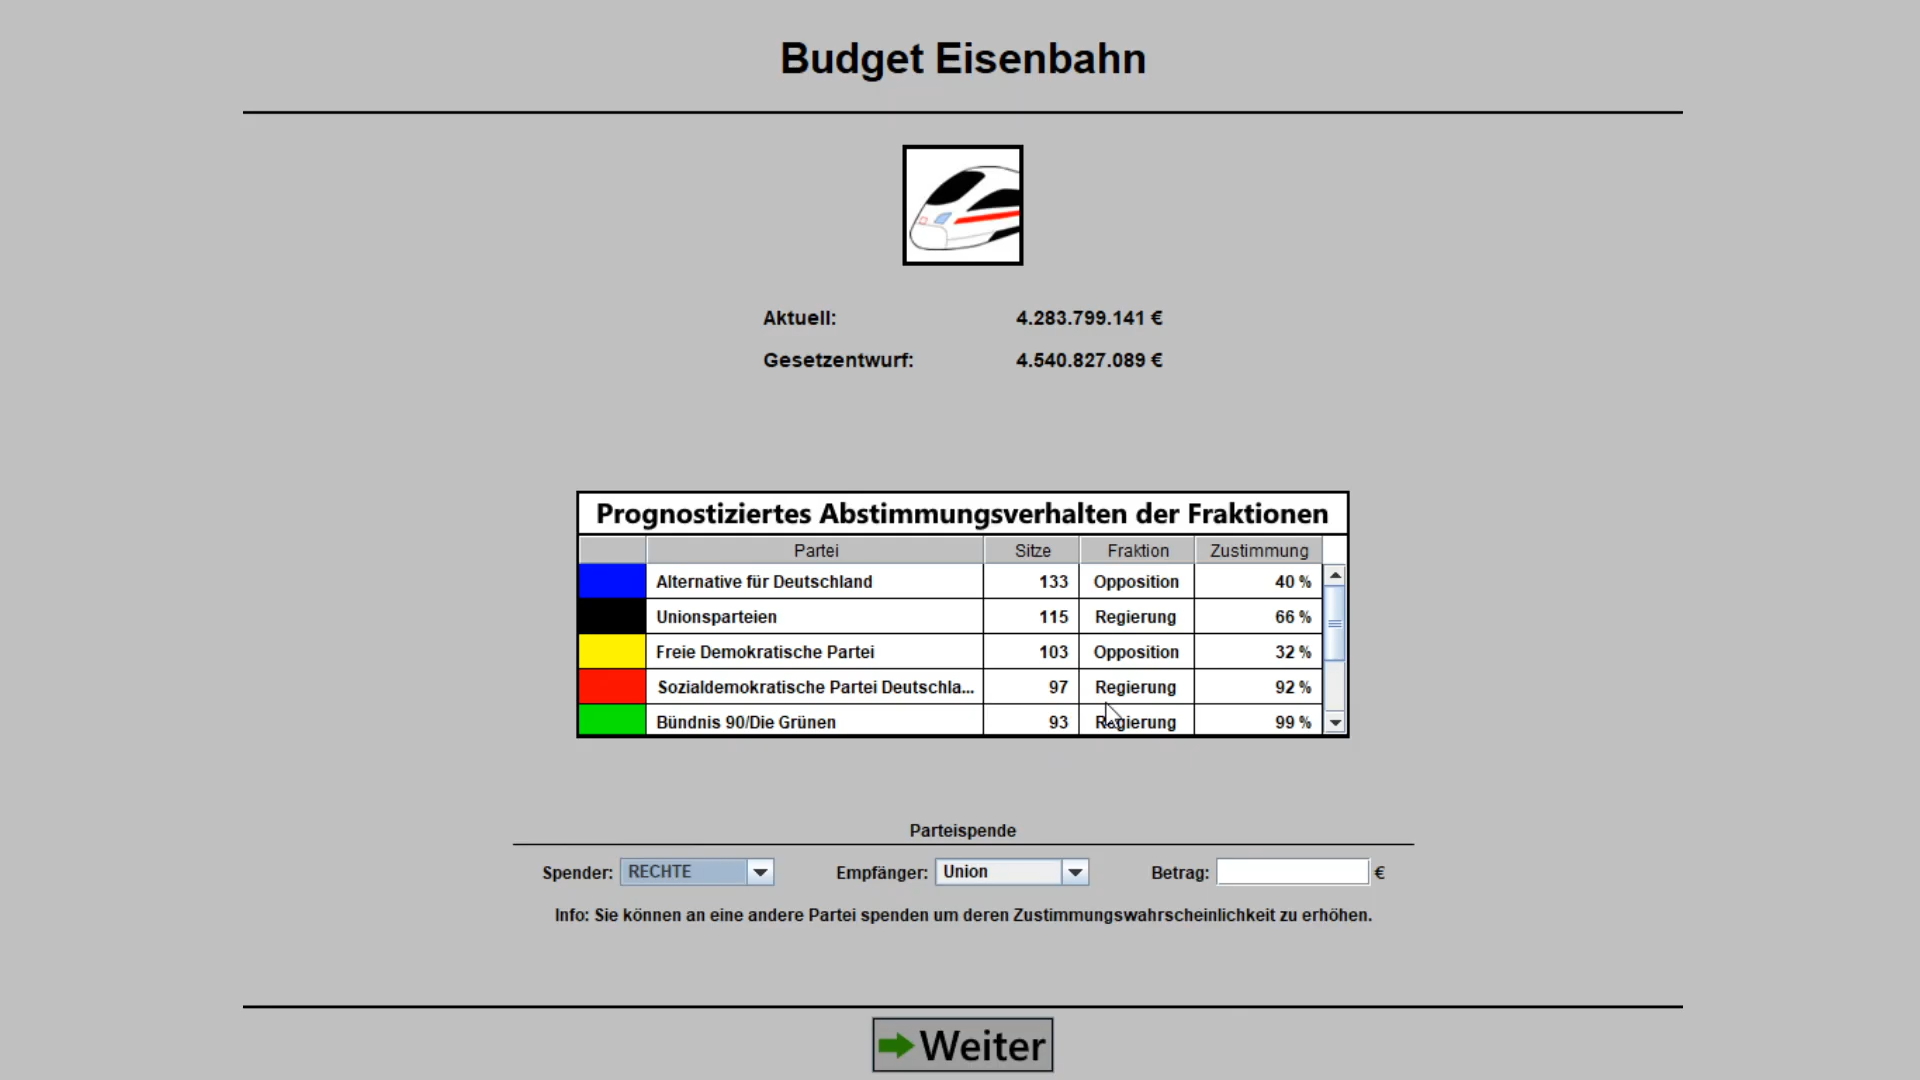 Budget Eisenbahn
Aktuell: 4.283.799.141 €
Gesetzentwurf: 4.540.827.089 €
Prognostiziertes Abstimmungsverhalten der Fraktionen
Partei Sitze Fraktion Zustimmung
Alternative für Deutschland 133 Opposition 40 %
Unionsparteien 115 Regierung 66 %
Freie Demokratische Partei 103 Opposition 32 %
Sozialdemokratische Partei Deutschla... 97 Regierung 92 %
Bündnis 90/Die Grünen 93 Regierung 99 %
Parteispende
Spender: RECHTE Empfänger: Union Betrag: €
Info: Sie können an eine andere Partei spenden um deren Zustimmungswahrscheinlichkeit zu erhöhen.
Weiter